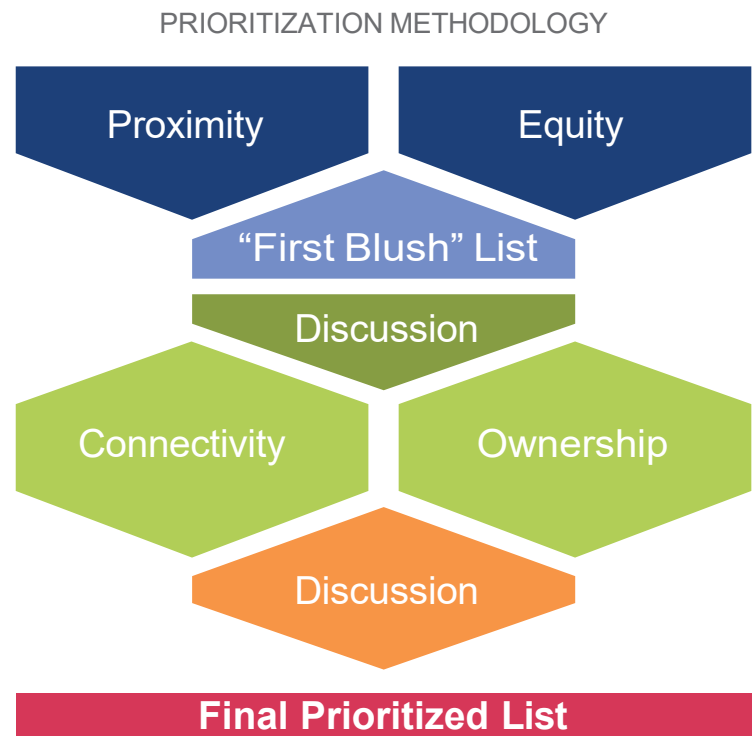 PRIORITIZATION METHODOLOGY
Proximity
Equity
“First Blush” List
Discussion
Connectivity
Ownership
Discussion
Final Prioritized List